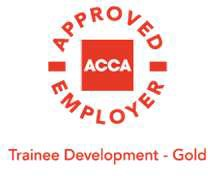 APPROVED
ACCA
EMPLOYER
Trainee Development - Gold